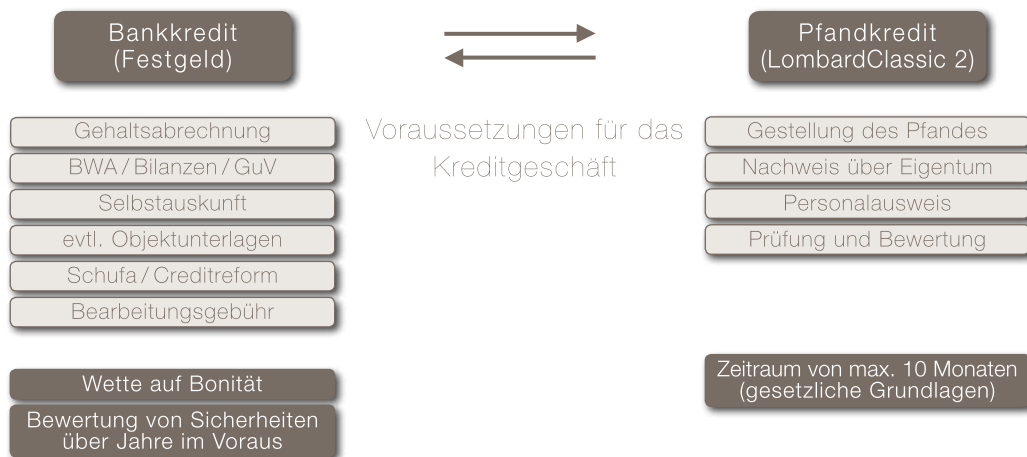 Bankkredit
(Festgeld)
Pfandkredit
(LombardClassic 2)
Voraussetzungen für das
Kreditgeschäft
Gehaltsabrechnung
BWA / Bilanzen / GuV
Selbstauskunft
evtl. Objektunterlagen
Schufa / Creditreform
Bearbeitungsgebühr
Gestellung des Pfandes
Nachweis über Eigentum
Personalausweis
Prüfung und Bewertung
Wette auf Bonität
Bewertung von Sicherheiten
über Jahre im Voraus
Zeitraum von max. 10 Monaten
(gesetzliche Grundlagen)